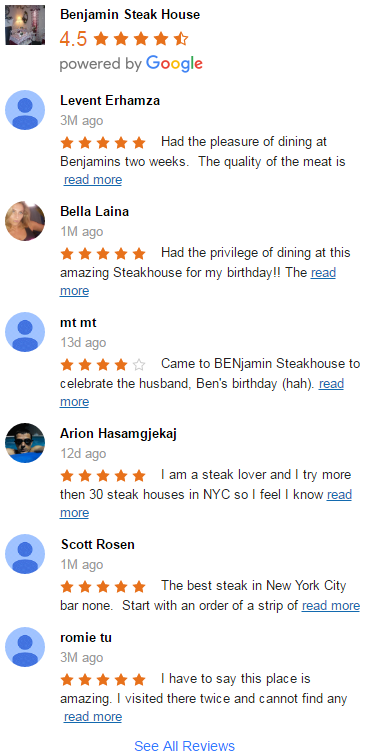 Benjamin Steak House
4.5
powered by Google
Levent Erhamza
3M ago
Had the pleasure of dining at
Benjamins two weeks. The quality of the meat is
read more
Bella Laina
1M ago
Had the privilege of dining at this
amazing Steakhouse for my birthday!! The read
more
mt mt
13d ago
Came to BENjamin Steakhouse to
celebrate the husband, Ben's birthday (hah). read
more
Arion Hasamgjekaj
12d ago
I am a steak lover and I try more
then 30 steak houses in NYC so I feel I know read
more
Scott Rosen
1M ago
The best steak in New York City
bar none. Start with an order of a strip of read more
romie tu
3M ago
I have to say this place is
amazing. I visited there twice and cannot find any
read more
See All Reviews